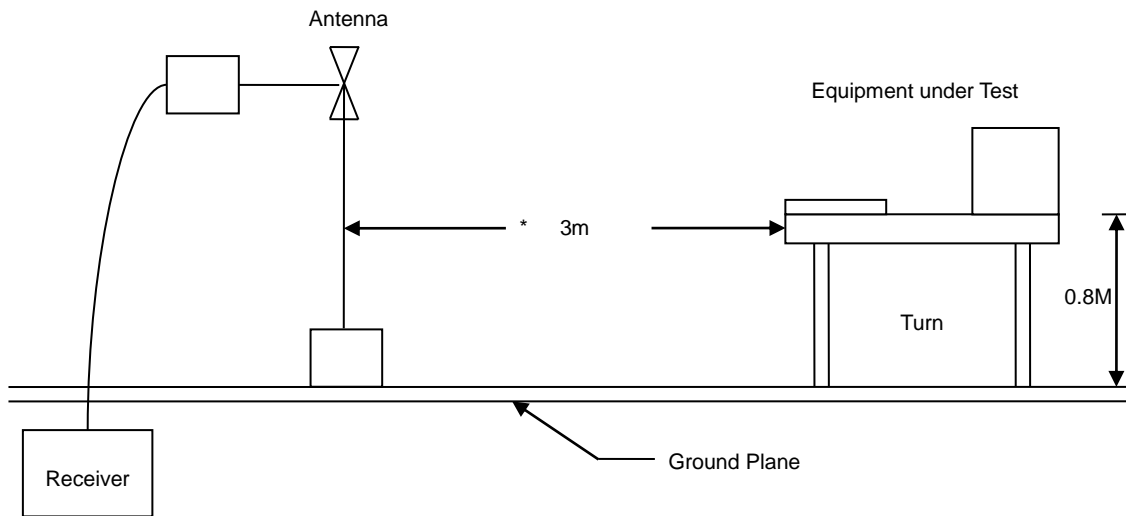 Antenna
Equipment under Test
* 3m
0.8M
Turn
Ground Plane
Receiver